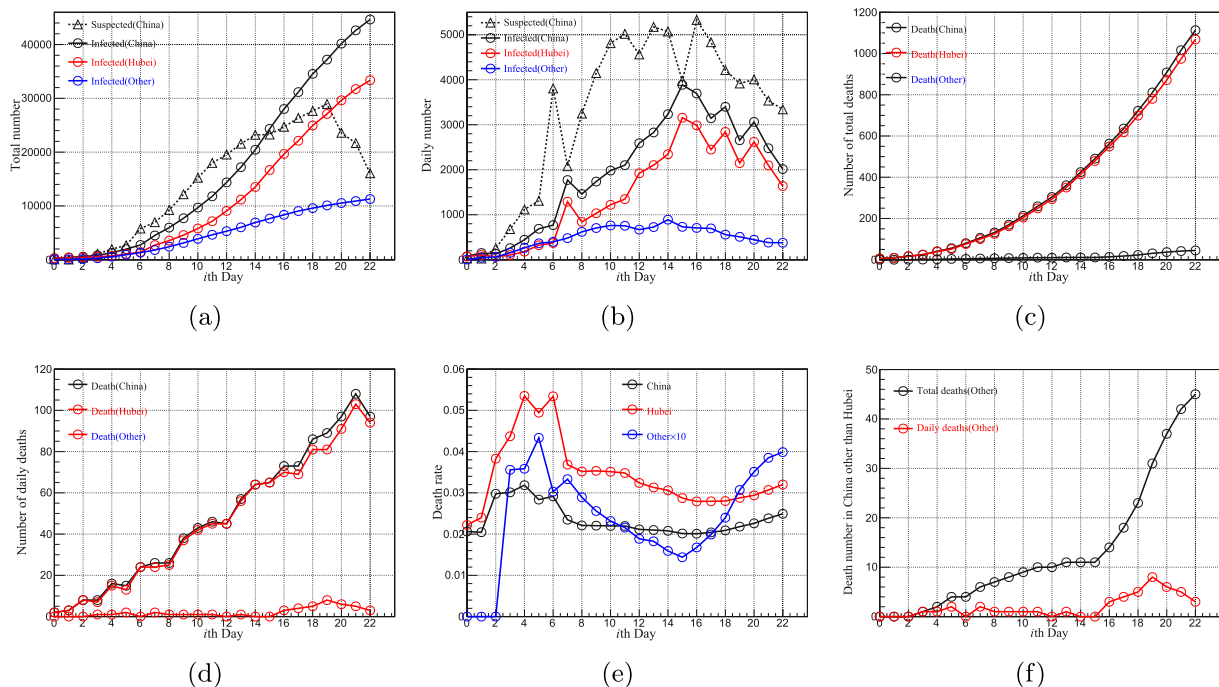 Total number
40000
30000
20000
10000
0
Suspected(China)
Infected(China)
Infected(Hubei)
Infected(Other)
0 2 4 6 8 10 12 14 16 18 20 22
ith Day
(a)
Daily number
5000
4000
3000
2000
1000
0
Suspected(China)
Infected(China)
Infected(Hubei)
Infected(Other)
0 2 4 6 8 10 12 14 16 18 20 22
ith Day
(b)
Number of total deaths
1200
1000
800
600
400
200
0
Death(China)
Death(Hubei)
Death(Other)
0 2 4 6 8 10 12 14 16 18 20 22
ith Day
(c)
Number of daily deaths
120
100
80
60
40
20
Death(China)
Death(Hubei)
Death(Other)
0 2 4 6 8 10 12 14 16 18 20 22
ith Day
(d)
Death rate
0.06
0.05
0.04
0.03
0.02
0.01
0.00
China
Hubei
Other×10
0 2 4 6 8 10 12 14 16 18 20 22
ith Day
(e)
Death number in China other than Hubei
50
40
30
20
10
0
Total deaths(Other)
Daily deaths(Other)
0 2 4 6 8 10 12 14 16 18 20 22
ith Day
(f)